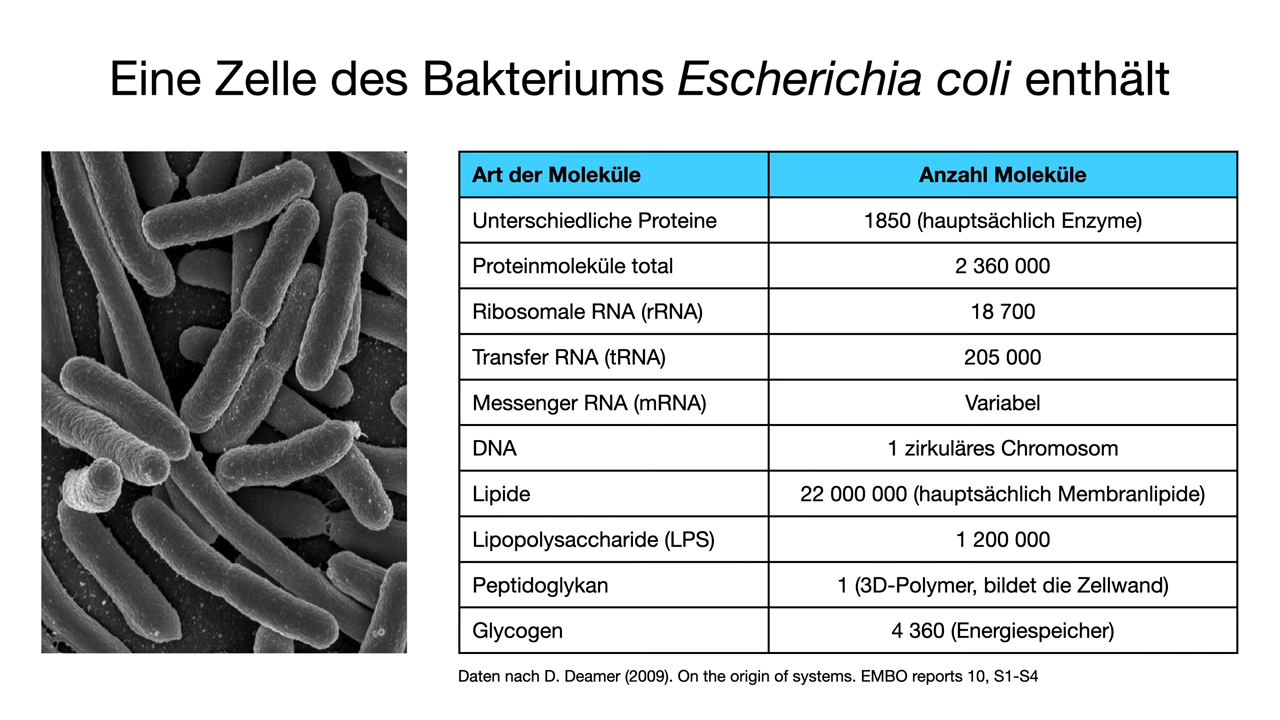 Eine Zelle des Bakteriums Escherichia coli enthält
Art der Moleküle Anzahl Moleküle
Unterschiedliche Proteine 1850 (hauptsächlich Enzyme)
Proteinmoleküle total 2 360 000
Ribosomale RNA (rRNA) 18 700
Transfer RNA (tRNA) 205 000
Messenger RNA (mRNA) Variabel
DNA 1 zirkuläres Chromosom
Lipide 22 000 000 (hauptsächlich Membranlipide)
Lipopolysaccharide (LPS) 1 200 000
Peptidoglykan 1 (3D-Polymer, bildet die Zellwand)
Glycogen 4 360 (Energiespeicher)
Daten nach D. Deamer (2009). On the origin of systems. EMBO reports 10, S1-S4